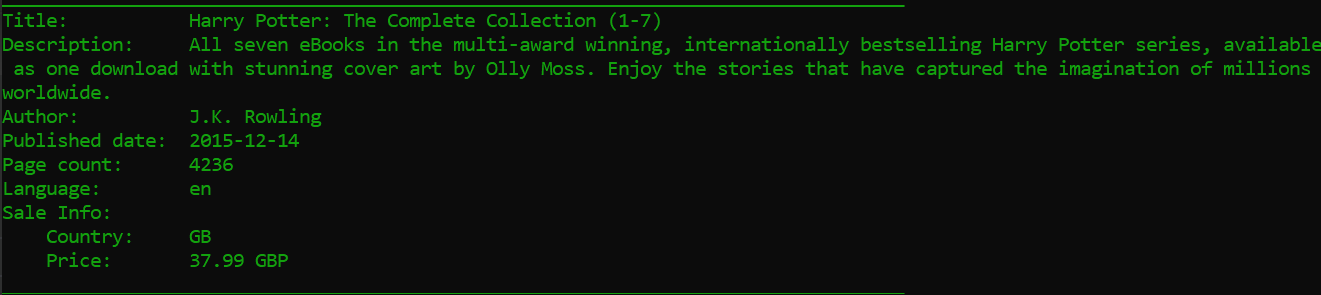 Title: Harry Potter: The Complete Collection (1-7)
Description: All seven eBooks in the multi-award winning, internationally bestselling Harry Potter series, available
as one download with stunning cover art by Olly Moss. Enjoy the stories that have captured the imagination of millions
worldwide.
Author: J.K. Rowling
Published date: 2015-12-14
Page count: 4236
Language: en
Sale Info:
Country: GB
Price: 37.99 GBP